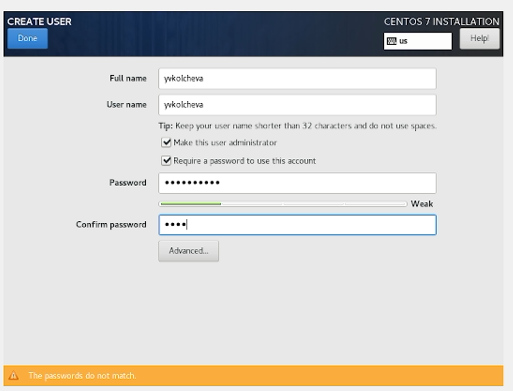 CREATE USER
CENTOS 7 INSTALLATION
Done
us
Help!
Full name
yvkolcheva
User name
yvkolcheva
Tip: Keep your user name shorter than 32 characters and do not use spaces.
Make this user administrator
Require a password to use this account
Password
••••••••••
Weak
Confirm password
••••
Advanced...
The passwords do not match.